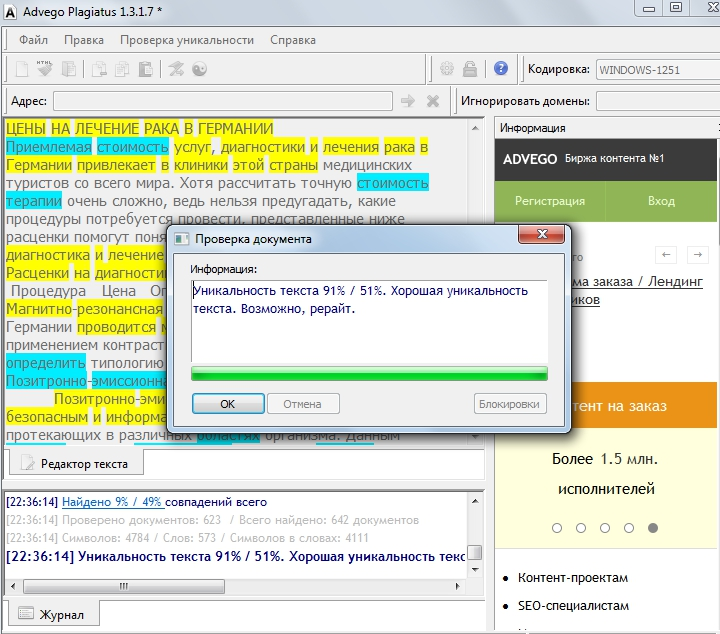 Advego Plagiatus 1.3.1.7 *
Файл Правка Проверка уникальности Справка
Кодировка: WINDOWS-1251
Адрес: Игнорировать домены:
ЦЕНЫ НА ЛЕЧЕНИЕ РАКА В ГЕРМАНИИ
Приемлемая стоимость услуг, диагностики и лечения рака в
Германии привлекает в клиники этой страны медицинских
туристов со всего мира. Хотя рассчитать точную стоимость
терапии очень сложно, ведь нельзя предугадать, какие
процедуры потребуется провести, представленные ниже
расценки помогут
диагностика и лечение
Расценки на
Процедура Цена
Магнитно-резонансная
Германии проводится
применением
определить типологию
Позитронно-эмиссионна
Позитронно-эми
безопасным и информа
протекающих в различных областях организма. Данным
Редактор текста
Информация
ADVEGO Биржа контента №1
Регистрация Вход
го
ма заказа / Лендинг
иков
тент на заказ
Более 1.5 млн.
исполнителей
Контент-проектам
SEO-специалистам
Проверка документа
Информация:
Уникальность текста 91% / 51%. Хорошая уникальность
текста. Возможно, рерайт.
OK Отмена Блокировки
[22:36:14] Найдено 9% / 49% совпадений всего
[22:36:14] Проверено документов: 623 / Всего найдено: 642 документов
[22:36:14] Символов: 4784 / Слов: 573 / Символов в словах: 4111
[22:36:14] Уникальность текста 91% / 51%. Хорошая уникальность текс
Журнал